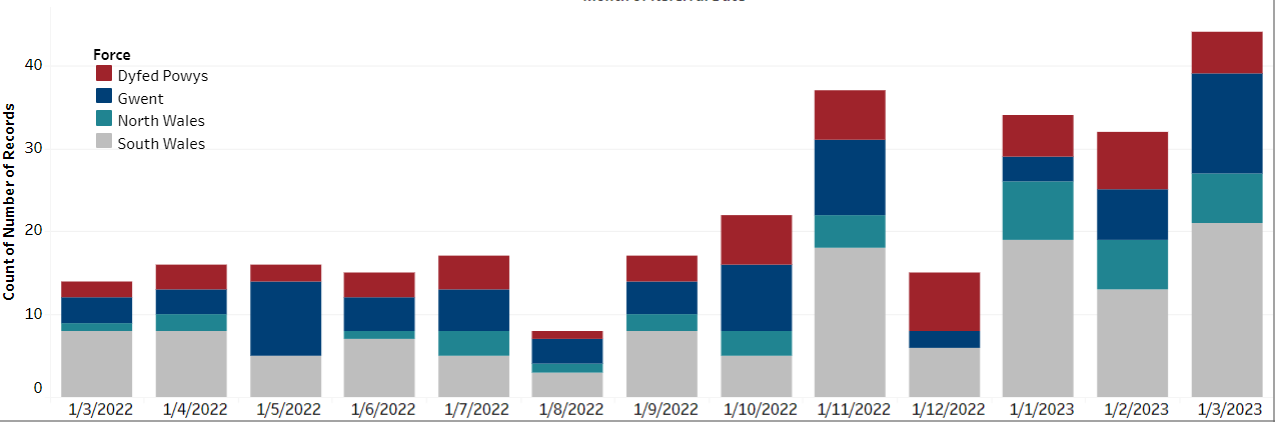 Force
Dyfed Powys
Gwent
North Wales
South Wales
Count of Number of Records
40
30
20
10
0
1/3/2022 1/4/2022 1/5/2022 1/6/2022 1/7/2022 1/8/2022 1/9/2022 1/10/2022 1/11/2022 1/12/2022 1/1/2023 1/2/2023 1/3/2023